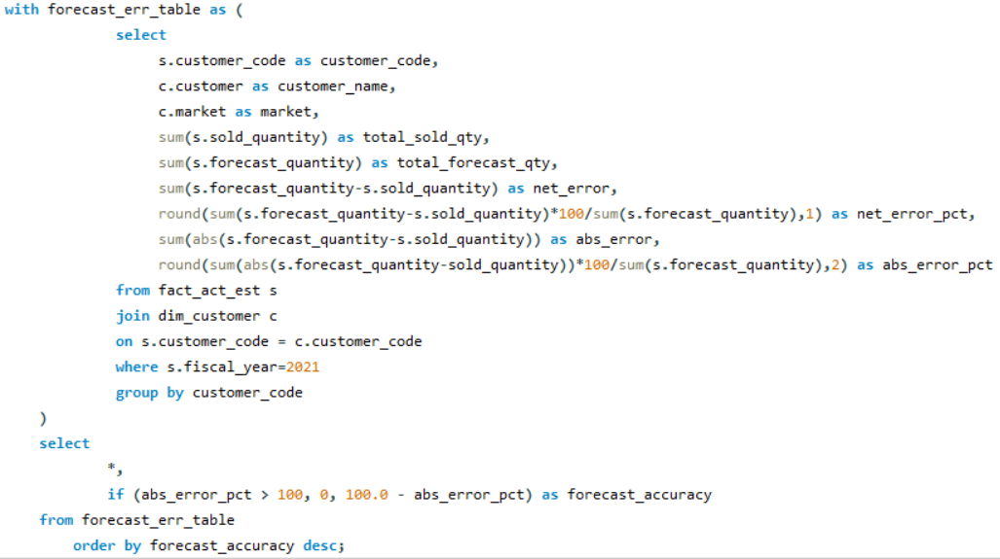 with forecast_err_table as (
select
s.customer_code as customer_code,
c.customer as customer_name,
c.market as market,
sum(s.sold_quantity) as total_sold_qty,
sum(s.forecast_quantity) as total_forecast_qty,
sum(s.forecast_quantity-s.sold_quantity) as net_error,
round(sum(s.forecast_quantity-s.sold_quantity)*100/sum(s.forecast_quantity),1) as net_error_pct,
sum(abs(s.forecast_quantity-s.sold_quantity)) as abs_error,
round(sum(abs(s.forecast_quantity-sold_quantity))*100/sum(s.forecast_quantity),2) as abs_error_pct
from fact_act_est s
join dim_customer c
on s.customer_code = c.customer_code
where s.fiscal_year=2021
group by customer_code
)
select
*,
if (abs_error_pct > 100, 0, 100.0 - abs_error_pct) as forecast_accuracy
from forecast_err_table
order by forecast_accuracy desc;